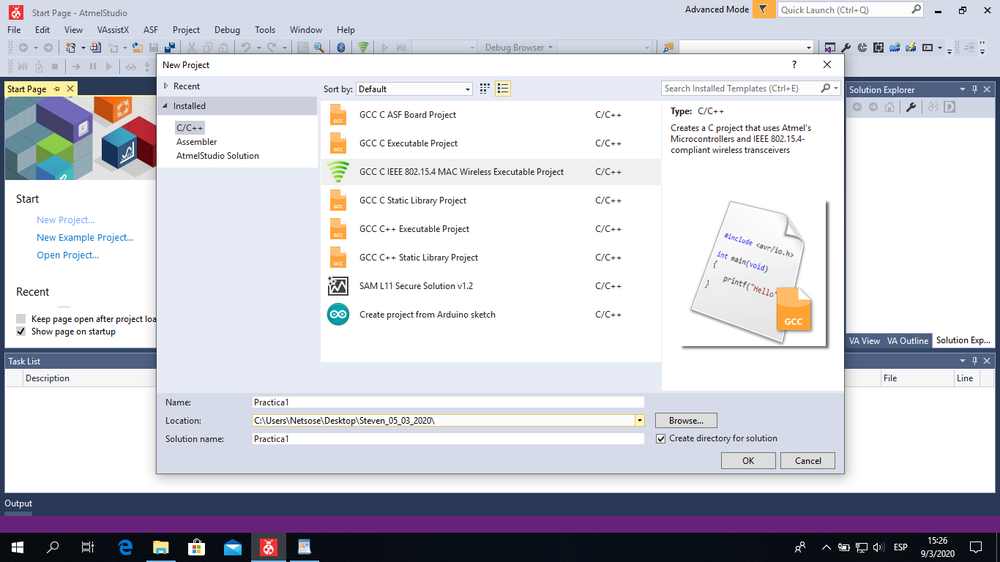 Start Page - AtmelStudio
Advanced Mode
Quick Launch (Ctrl+Q)
File Edit View VAssistX ASF Project Debug Tools Window Help
Debug Browser
New Project
?
Start Page
Recent
Installed
C/C++
Assembler
AtmelStudio Solution
Sort by: Default
Search Installed Templates (Ctrl+E)
GCC C ASF Board Project C/C++
GCC C Executable Project C/C++
GCC C IEEE 802.15.4 MAC Wireless Executable Project C/C++
GCC C Static Library Project C/C++
GCC C++ Executable Project C/C++
GCC C++ Static Library Project C/C++
SAM L11 Secure Solution v1.2 C/C++
Create project from Arduino sketch C/C++
GCC
GCC
GCC
GCC
GCC
Type: C/C++
Creates a C project that uses Atmel's
Microcontrollers and IEEE 802.15.4-
compliant wireless transceivers
#include <avr/io.h>
int main(void)
{
printf("Hello"
}
GCC
Solution Explorer
VA View VA Outline Solution Exp...
Start
New Project...
New Example Project...
Open Project...
Recent
Keep page open after project loa
Show page on startup
Task List
Description
File Line
Name: Practica1
Location: C:\Users\Netsose\Desktop\Steven_05_03_2020\
Browse...
Solution name: Practica1
Create directory for solution
OK Cancel
Output
ESP
15:26
9/3/2020